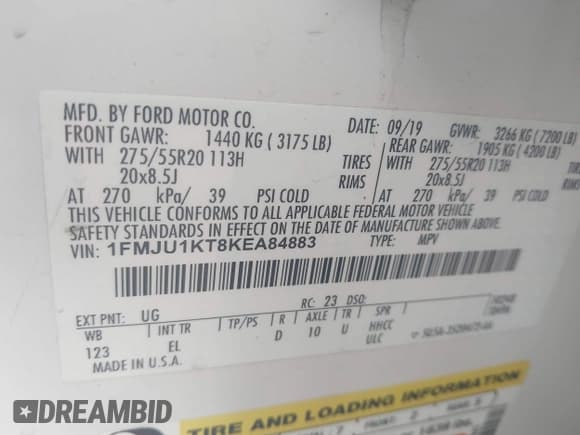 MFD. BY FORD MOTOR CO.
DATE: 09/19 GVWR: 3266 KG ( 7200 LB)
FRONT GAWR: 1440 KG ( 3175 LB)
REAR GAWR: 1905 KG ( 4200 LB)
WITH 275/55R20 113H TIRES
WITH 275/55R20 113H
20x8.5J RIMS
20x8.5J
AT 270 kPa/ 39 PSI COLD
AT 270 kPa/ 39 PSI COLD
THIS VEHICLE CONFORMS TO ALL APPLICABLE FEDERAL MOTOR VEHICLE
SAFETY STANDARDS IN EFFECT ON THE DATE OF MANUFACTURE SHOWN ABOVE.
VIN: 1FMJU1KT8KEA84883
TYPE: MPV
EXT PNT: UG RC: 23 DSO:
WB INT TR TP/PS R AXLE TR SPR
123 EL D 10 U HHCC
ULC
MADE IN U.S.A.
TIRE AND LOADING INFORMATION
DREAMBID